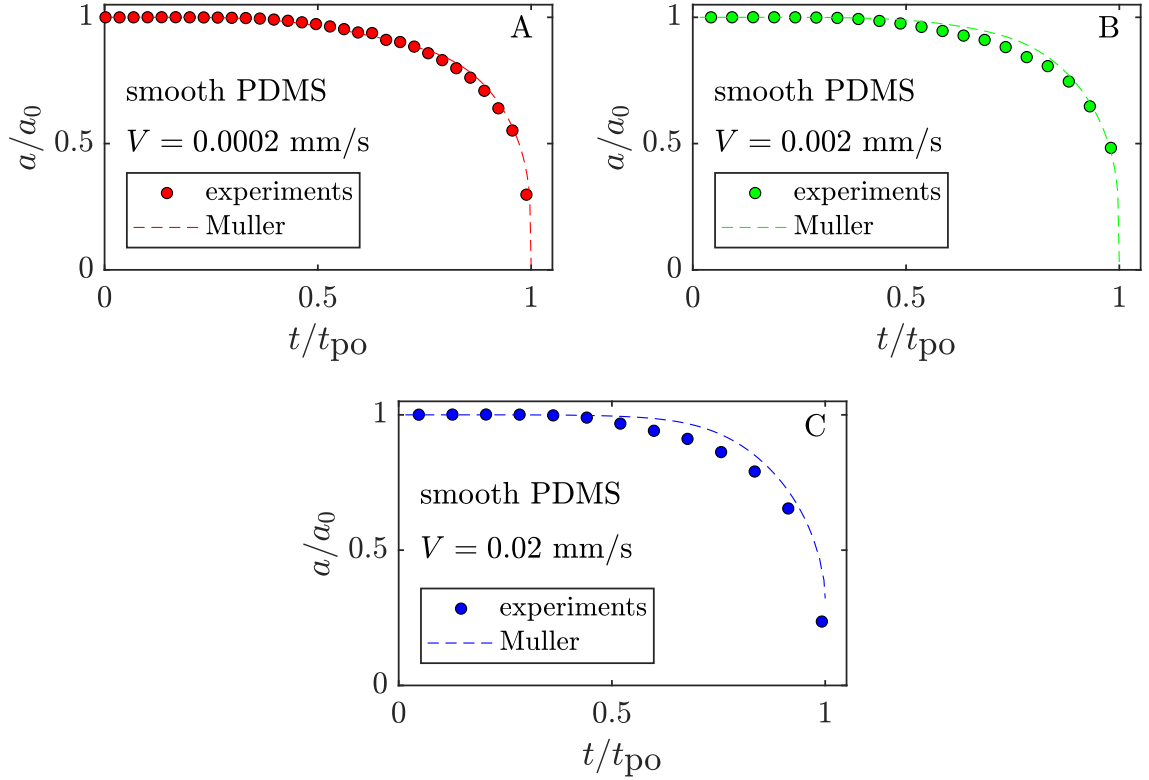 A
1
0.5
0
a/a0
smooth PDMS
V = 0.0002 mm/s
experiments
Muller
0
0.5
1
t/tpo
B
1
0.5
0
a/a0
smooth PDMS
V = 0.002 mm/s
experiments
Muller
0
0.5
1
t/tpo
C
1
0.5
0
a/a0
smooth PDMS
V = 0.02 mm/s
experiments
Muller
0
0.5
1
t/tpo